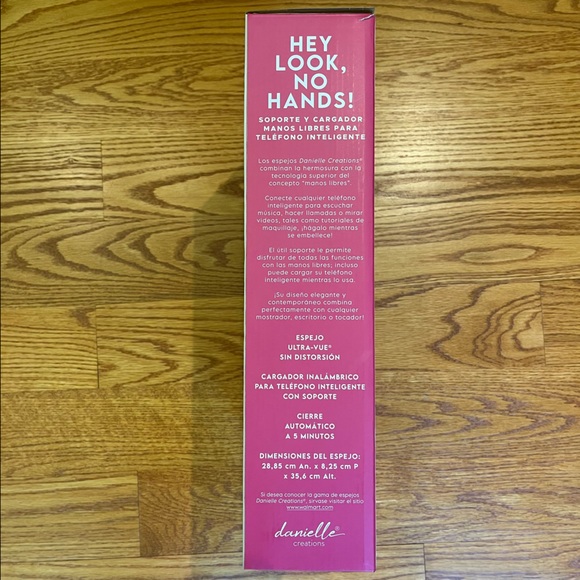 HEY
LOOK,
NO
HANDS!
SOPORTE Y CARGADOR
MANOS LIBRES PARA
TELÉFONO INTELIGENTE
Los espejos Danielle Creations®
combinan la hermosura con la
tecnología superior del
concepto "manos libres".
Conecte cualquier teléfono
inteligente para escuchar
música, hacer llamadas o mirar
videos, tales como tutoriales de
maquillaje, ¡hágalo mientras
se embellece!
El útil soporte le permite
disfrutar de todas las funciones
con las manos libres; incluso
puede cargar su teléfono
inteligente mientras lo usa.
¡Su diseño elegante y
contemporáneo combina
perfectamente con cualquier
mostrador, escritorio o tocador!
ESPEJO
ULTRA-VUE®
SIN DISTORSIÓN
CARGADOR INALÁMBRICO
PARA TELÉFONO INTELIGENTE
CON SOPORTE
CIERRE
AUTOMÁTICO
A 5 MINUTOS
DIMENSIONES DEL ESPEJO:
28,85 cm An. x 8,25 cm P
x 35,6 cm Alt.
Si desea conocer la gama de espejos
Danielle Creations®, sírvase visitar el sitio
www.walmart.com
danielle®
creations